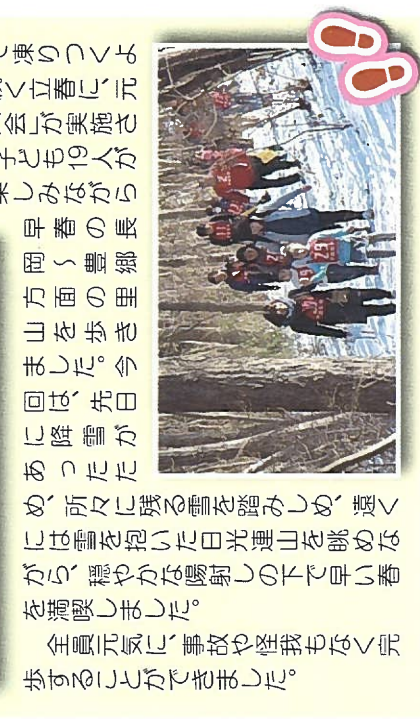 て凍りつくよ
く立春に、元
会」が実施さ
子ども19人が
楽しみながら
早春の長
岡〜豊郷
方面の里
山を歩き
ました。今
回は、先日
に降雪が
あったた
め、所々に残る雪を踏みしめ、遠く
には雪を抱いた日光連山を眺めな
がら、穏やかな陽射しの下で早い春
を満喫しました。
全員元気に、事故や怪我もなく完
歩することができました。